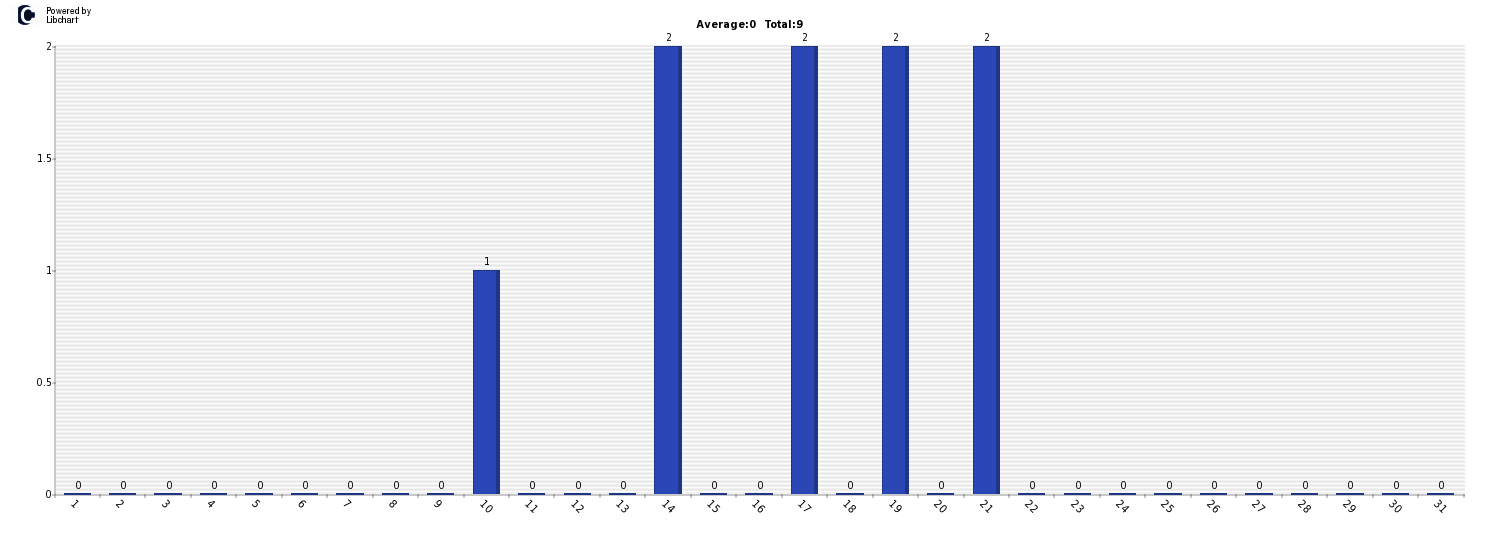 Powered by
Libchart
Average:0 Total:9
2 2 2 2
2
1.5
1
1
0.5
0 0 0 0 0 0 0 0 0 0 0 0 0 0 0 0 0 0 0 0 0 0 0 0 0 0
0
1 2 3 4 5 6 7 8 9 10 11 12 13 14 15 16 17 18 19 20 21 22 23 24 25 26 27 28 29 30 31